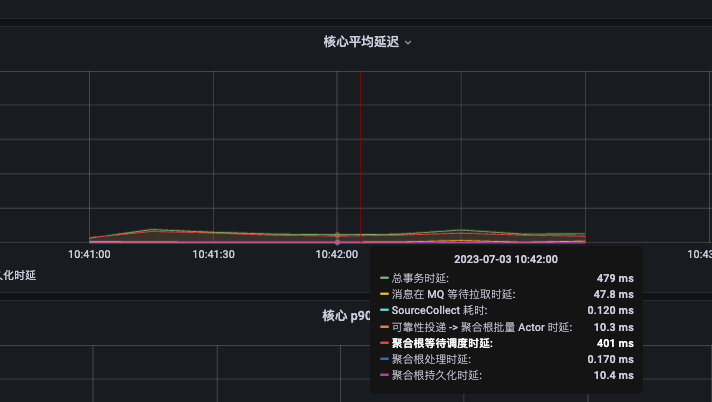 核心平均延迟
10:41:00
10:41:30
10:42:00
10:43
化时延
2023-07-03 10:42:00
总事务时延: 479 ms
消息在 MQ 等待拉取时延: 47.8 ms
SourceCollect 耗时: 0.120 ms
可靠性投递 -> 聚合根批量 Actor 时延: 10.3 ms
聚合根等待调度时延: 401 ms
聚合根处理时延: 0.170 ms
聚合根持久化时延: 10.4 ms
核心 p90